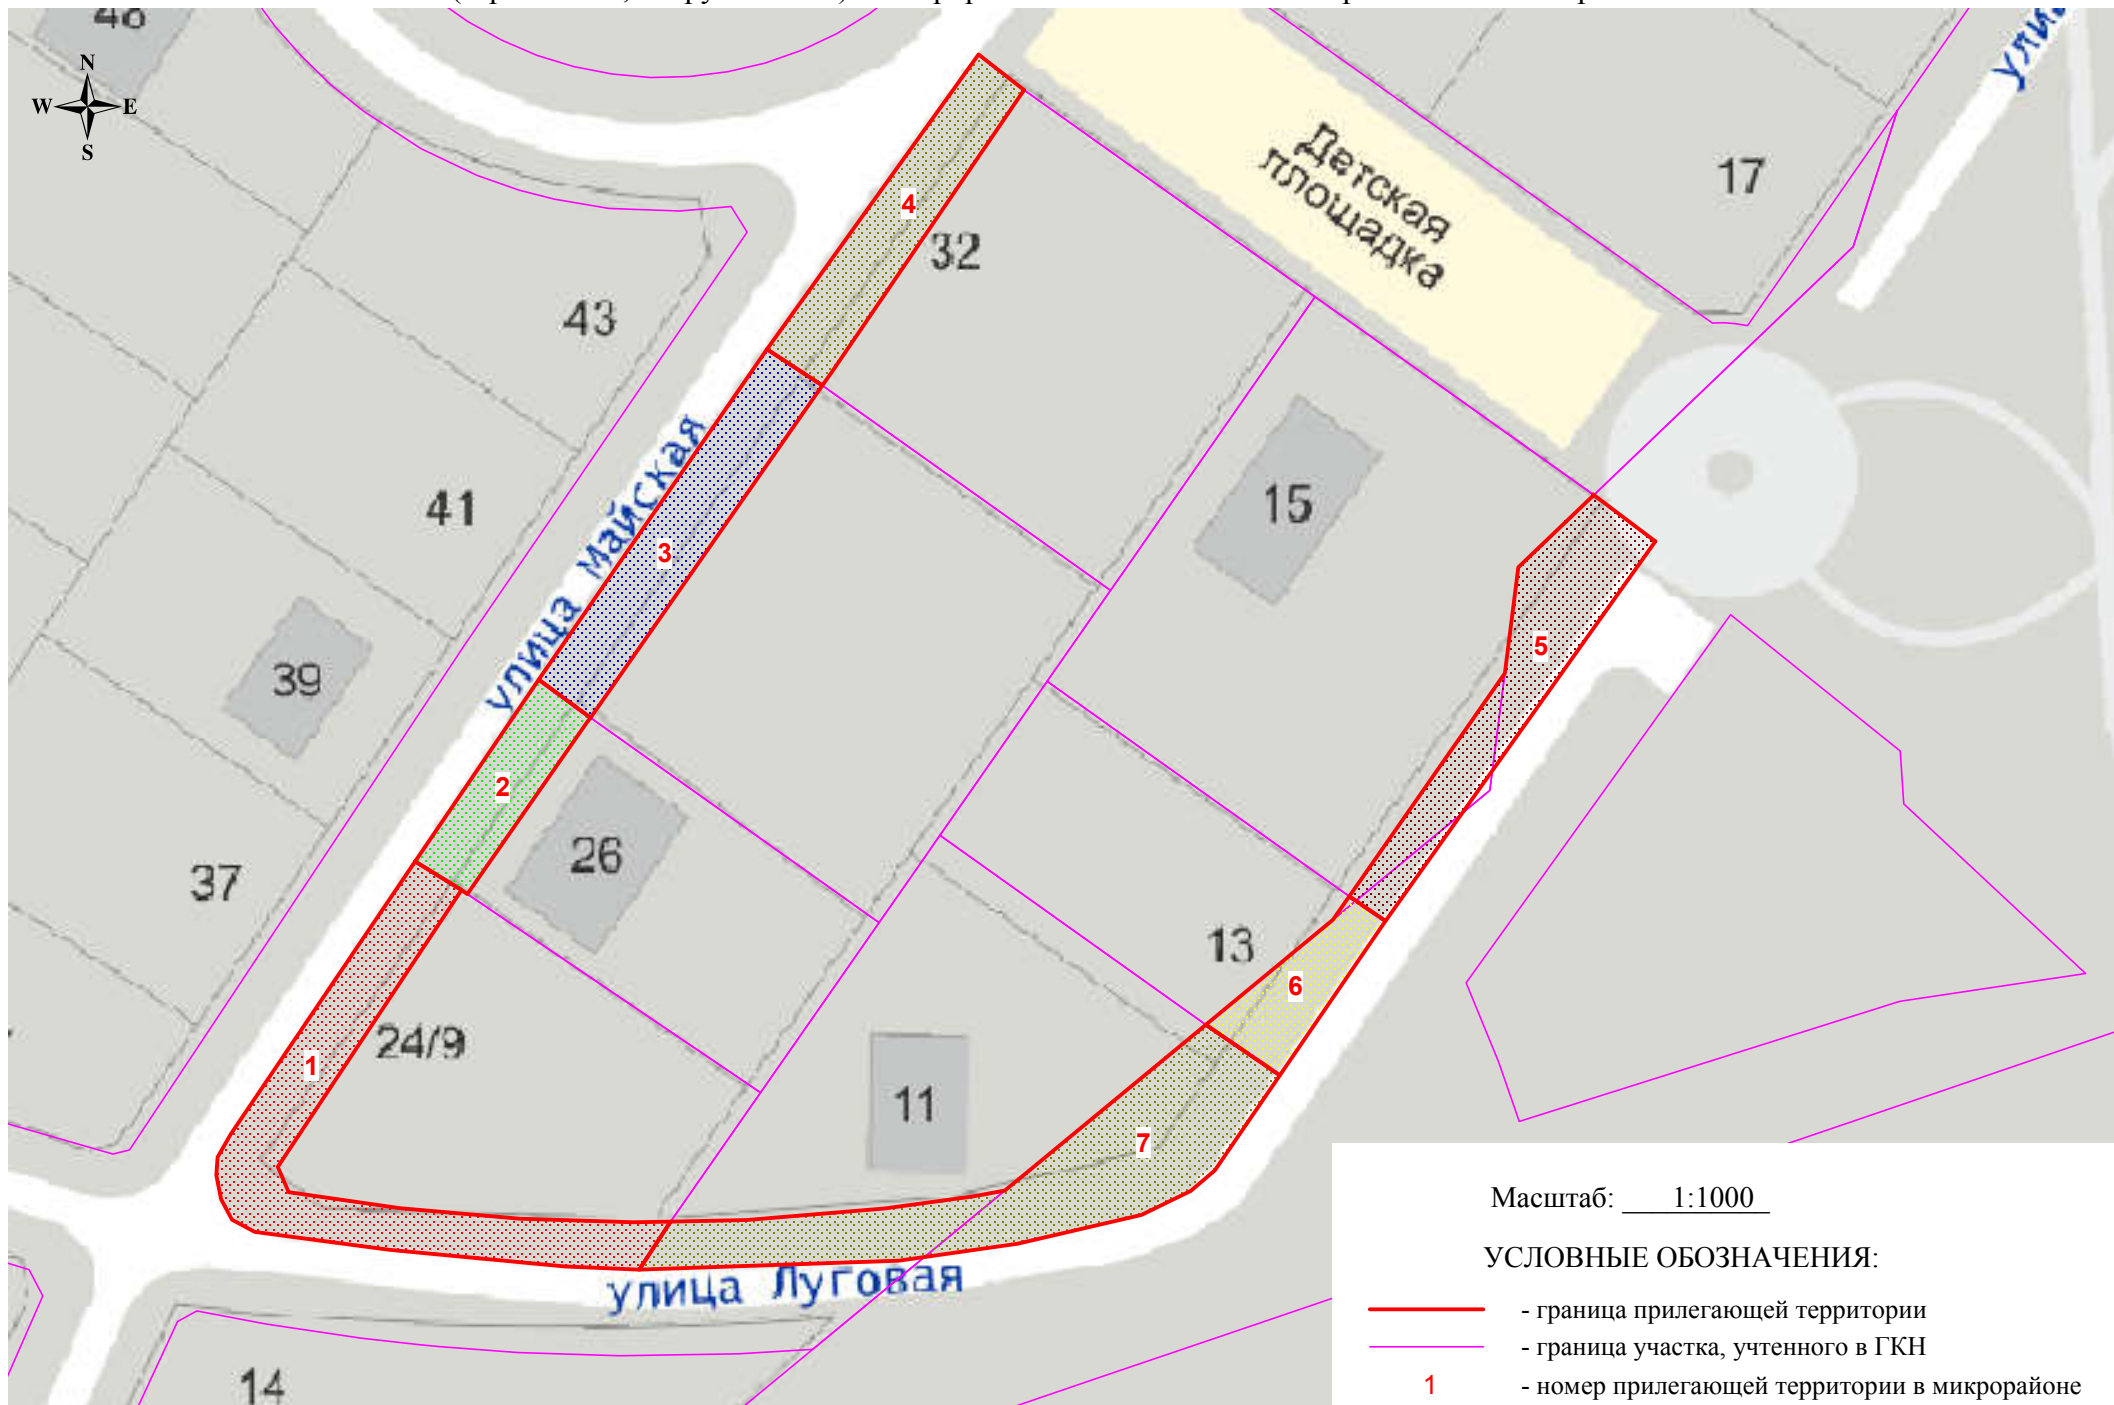 48
N
W E
S
4
32
Детская
площадка
17
43
15
41
улица Майская
3
5
39
2
26
37
13
6
24/9
1
11
7
улица Луговая
14
Масштаб: 1:1000
УСЛОВНЫЕ ОБОЗНАЧЕНИЯ:
- граница прилегающей территории
- граница участка, учтенного в ГКН
1 - номер прилегающей территории в микрорайоне